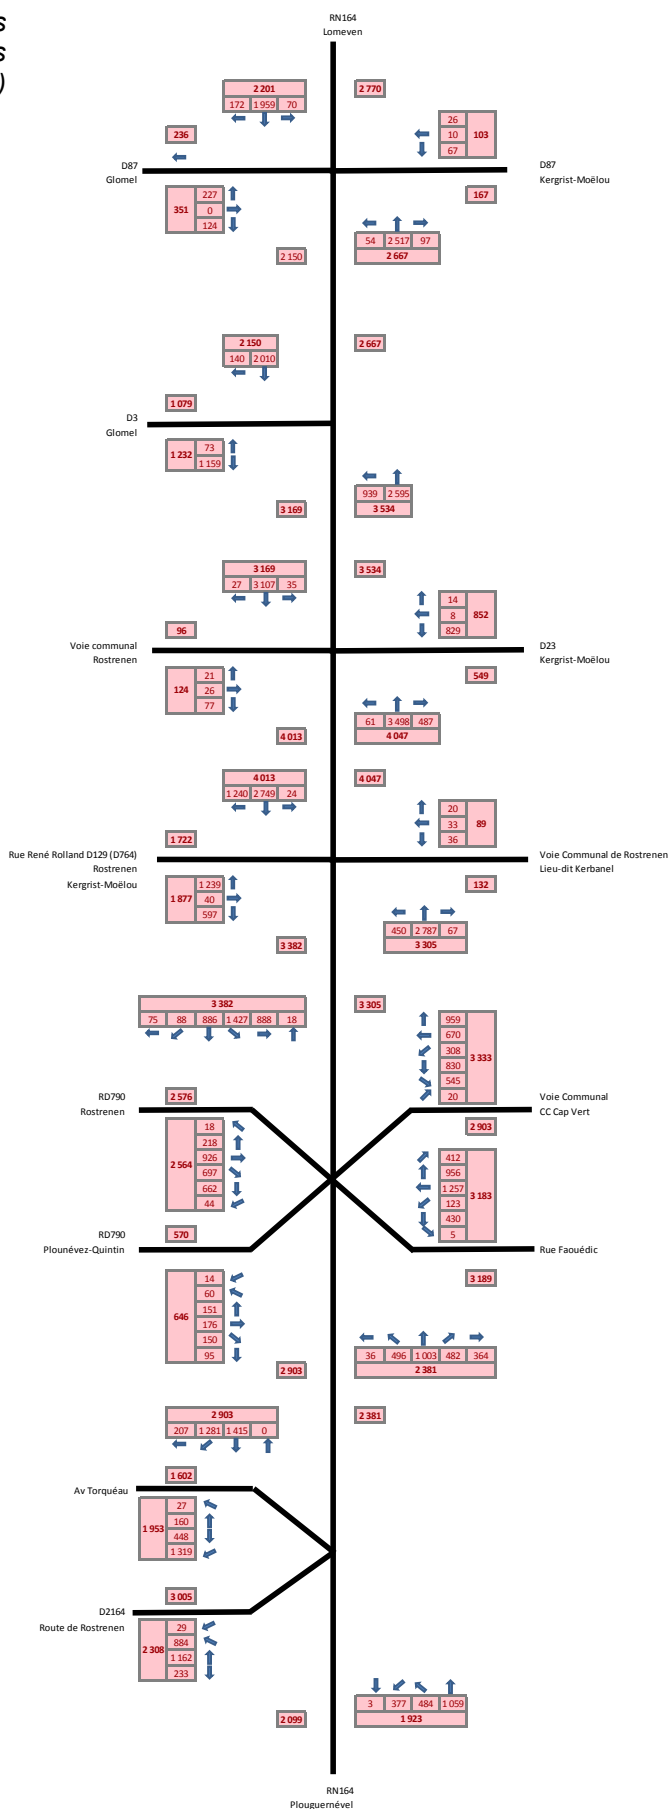 s
s
)
RN164
Lomeven
2 201
172 1 959 70
2 770
236
26
10
67
103
D87
Glomel
D87
Kergrist-Moëlou
351
227
0
124
167
54 2 517 97
2 667
2 150
2 150
140 2 010
2 667
1 079
D3
Glomel
1 232
73
1 159
939 2 595
3 534
3 169
3 169
27 3 107 35
3 534
14
8
829
852
96
Voie communal
Rostrenen
D23
Kergrist-Moëlou
124
21
26
77
549
61 3 498 487
4 047
4 013
4 013
1 240 2 749 24
4 047
20
33
36
89
1 722
Rue René Rolland D129 (D764)
Rostrenen
Kergrist-Moëlou
Voie Communal de Rostrenen
Lieu-dit Kerbanel
1 877
1 239
40
597
132
450 2 787 67
3 305
3 382
3 382
75 88 886 1 427 888 18
3 305
959
670
308
830
545
20
3 333
RD790
Rostrenen
2 576
Voie Communal
CC Cap Vert
2 903
2 564
18
218
926
697
662
44
412
956
1 257
123
430
5
3 183
RD790
Plounévez-Quintin
570
Rue Faouédic
3 189
646
14
60
151
176
150
95
2 903
36 496 1 003 482 364
2 381
2 903
207 1 281 1 415 0
2 381
1 602
Av Torquéau
1 953
27
160
448
1 319
3 005
D2164
Route de Rostrenen
2 308
29
884
1 162
233
3 377 484 1 059
1 923
2 099
RN164
Plouguernével